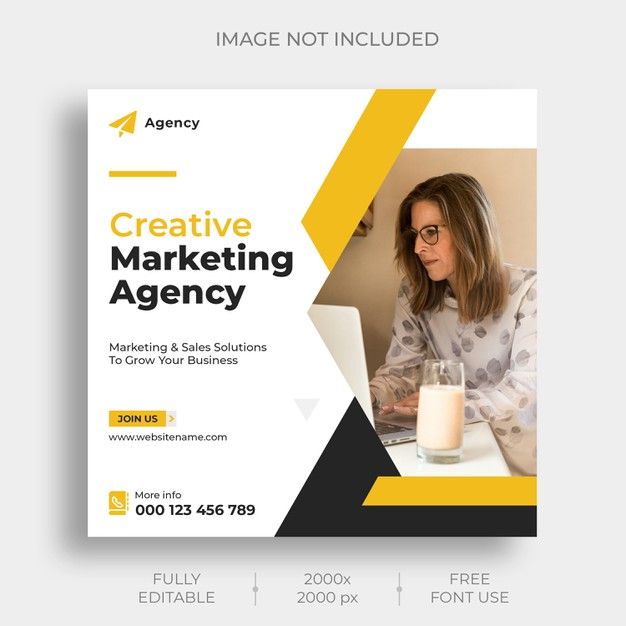 IMAGE NOT INCLUDED
Agency
Creative
Marketing
Agency
Marketing & Sales Solutions
To Grow Your Business
JOIN US
www.websitename.com
More info
000 123 456 789
FULLY
EDITABLE
2000x
2000 px
FREE
FONT USE